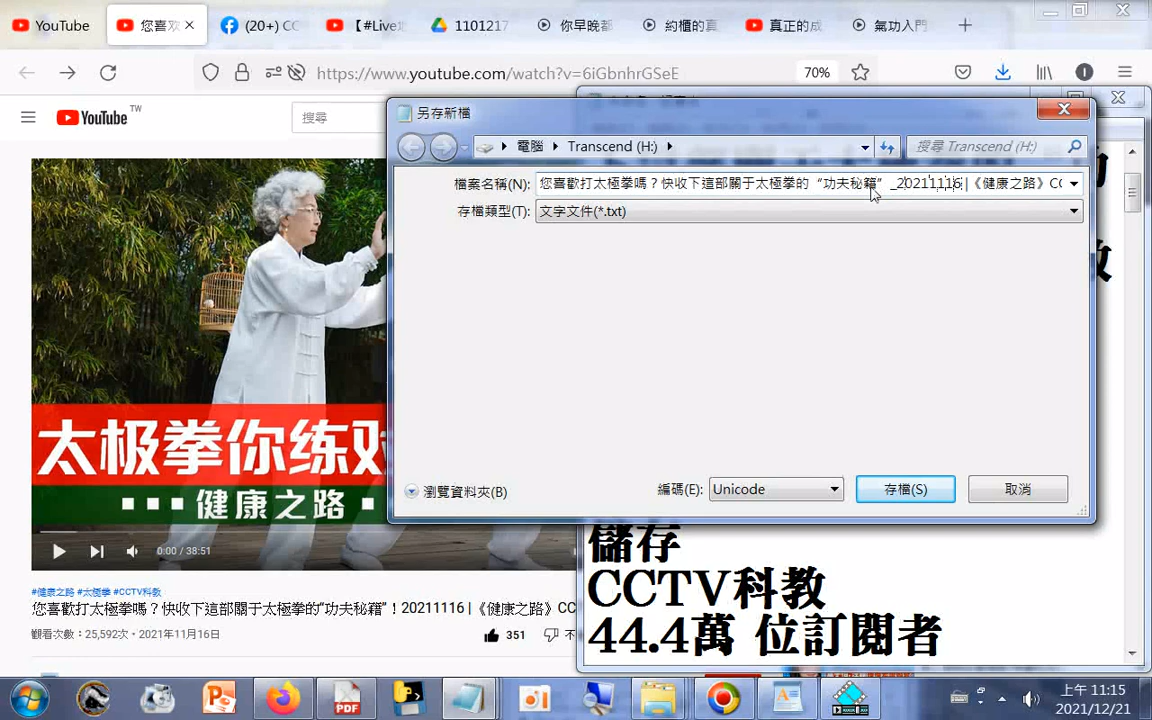 YouTube
您喜
(20+) CC
【#Live
1101217
你早晚
約櫃的真
真正的成
氣功入門
https://www.youtube.com/watch?v=6iGbnhrGSeE
70%
YouTube TW
搜尋
另存新檔
電腦
Transcend (H:)
搜尋 Transcend (H:)
檔案名稱(N):
您喜歡打太極拳嗎？快收下這部關于太極拳的 “功夫秘籍” _20211116 |《健康之路》CC
存檔類型(T):
文字文件(*.txt)
瀏覽資料夾(B)
編碼(E):
Unicode
存檔(S)
取消
太极拳你练对
健康之路
0:00 / 38:51
#健康之路 #太極拳 #CCTV科教
您喜歡打太極拳嗎？快收下這部關于太極拳的“功夫秘籍”！20211116 |《健康之路》CC
觀看次數：25,592次 • 2021年11月16日
351
不
儲存
CCTV科教
44.4萬 位訂閱者
PDF
上午 11:15
2021/12/21